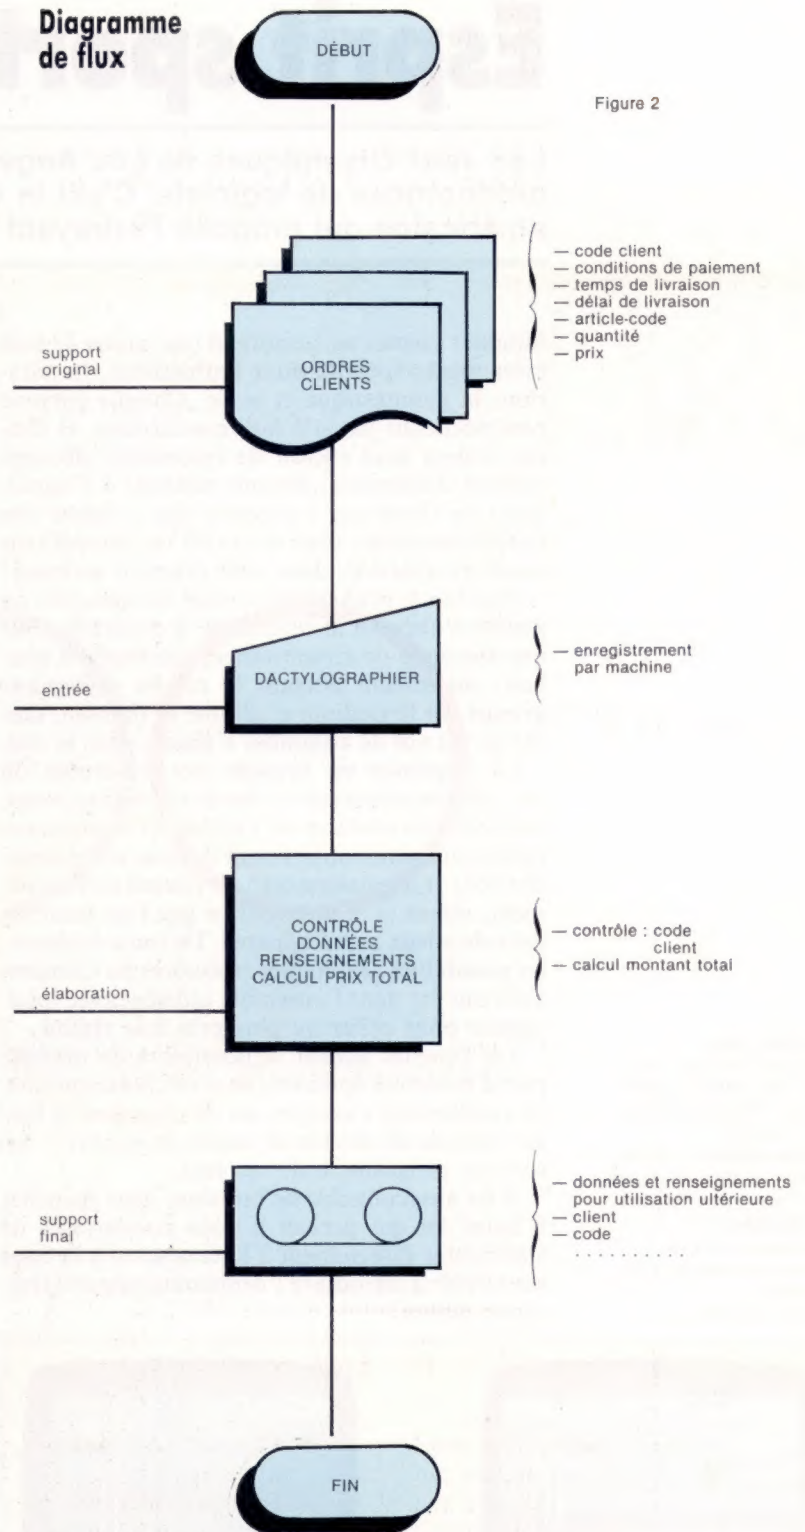 Diagramme
de flux
DÉBUT
Figure 2
— code client
— conditions de paiement
— temps de livraison
— délai de livraison
— article-code
— quantité
— prix
support
original
ORDRES
CLIENTS
— enregistrement
par machine
DACTYLOGRAPHIER
entrée
CONTRÔLE
DONNÉES
RENSEIGNEMENTS
CALCUL PRIX TOTAL
— contrôle : code
client
— calcul montant total
élaboration
— données et renseignements
pour utilisation ultérieure
— client
— code
. . . . . . . . . .
support
final
FIN